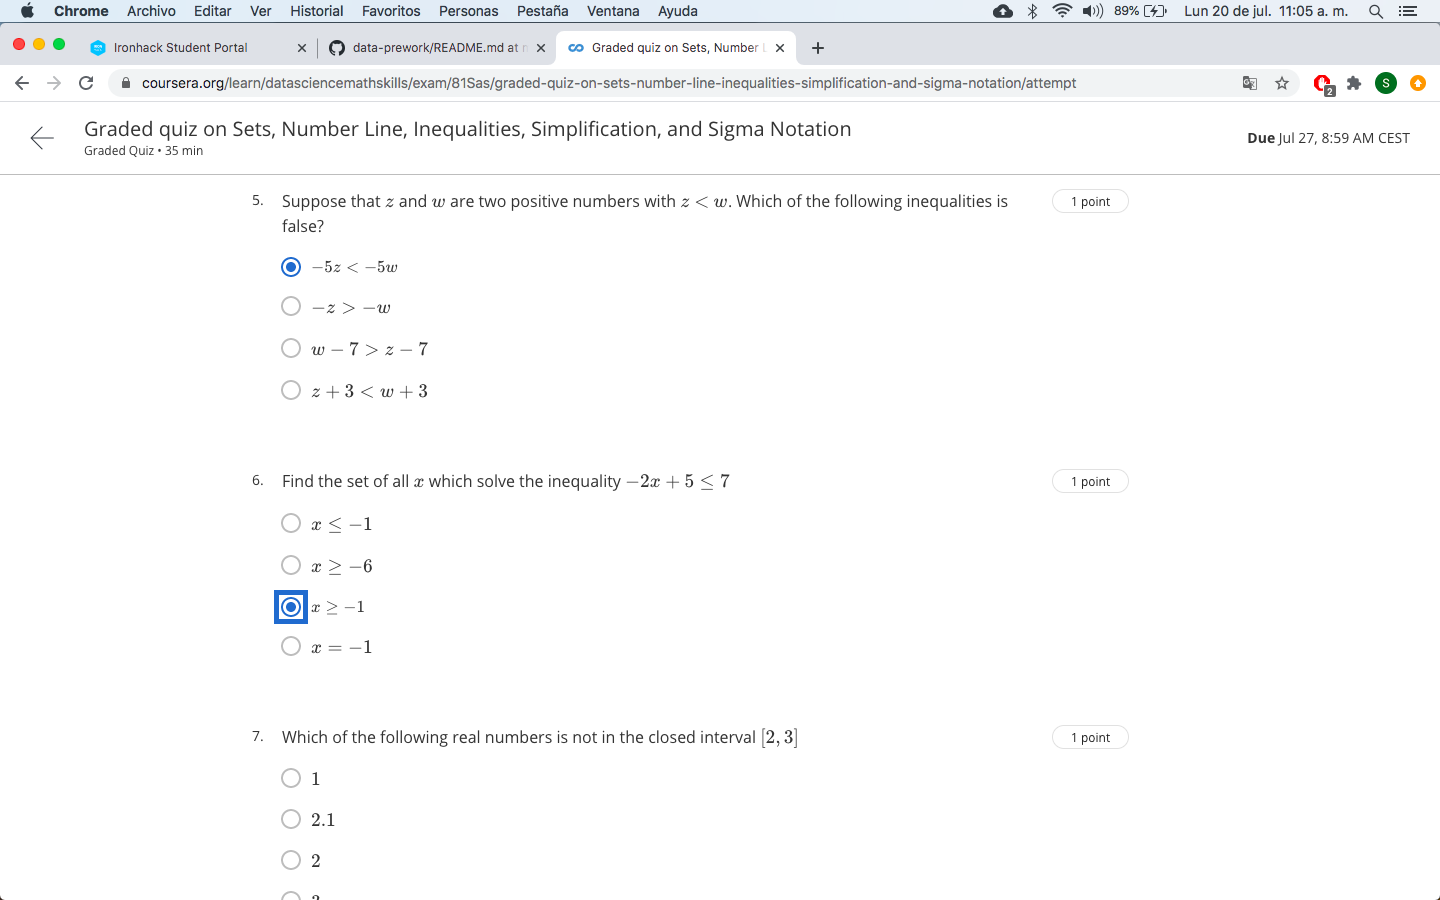 Chrome Archivo Editar Ver Historial Favoritos Personas Pestaña Ventana Ayuda 89% Lun 20 de jul. 11:05 a. m.
Ironhack Student Portal
data-prework/README.md at
Graded quiz on Sets, Number
coursera.org/learn/datasciencemathskills/exam/81Sas/graded-quiz-on-sets-number-line-inequalities-simplification-and-sigma-notation/attempt
2
S
Graded quiz on Sets, Number Line, Inequalities, Simplification, and Sigma Notation
Graded Quiz • 35 min
Due Jul 27, 8:59 AM CEST
5. Suppose that z and w are two positive numbers with z < w. Which of the following inequalities is
false?
1 point
−5z < −5w
−z > −w
w − 7 > z − 7
z + 3 < w + 3
6. Find the set of all x which solve the inequality −2x + 5 ≤ 7
1 point
x ≤ −1
x ≥ −6
x ≥ −1
x = −1
7. Which of the following real numbers is not in the closed interval [2, 3]
1 point
1
2.1
2